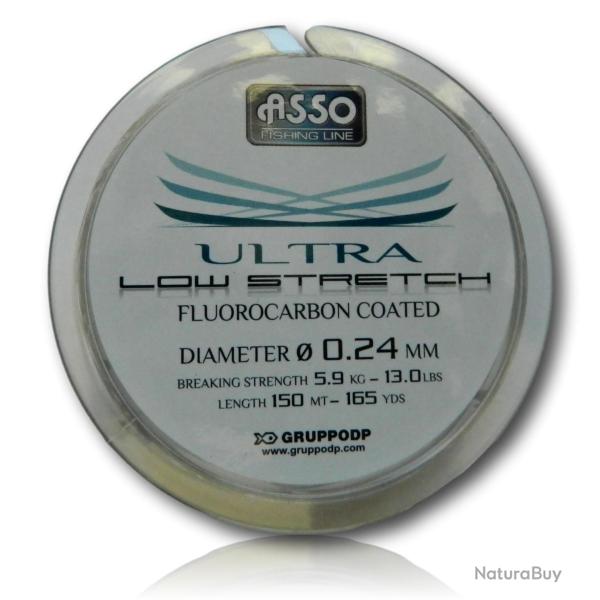 ASSO
FISHING LINE
ULTRA
LOW STRETCH
FLUOROCARBON COATED
DIAMETER Ø 0.24 MM
BREAKING STRENGTH 5.9 KG - 13.0 LBS
LENGTH 150 MT - 165 YDS
GRUPPODP
www.gruppodp.com
NaturaBuy